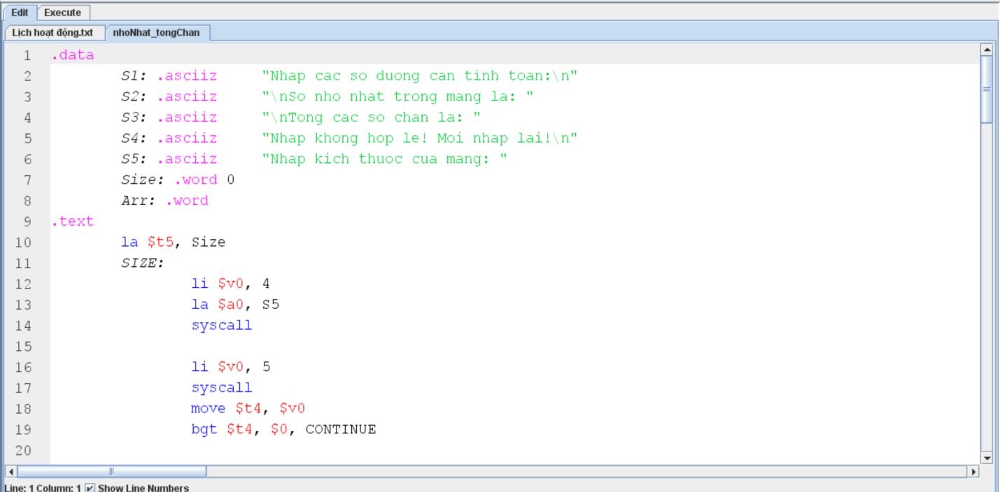 Edit Execute
Lịch hoạt động.txt nhoNhat_tongChan
1 .data
2 S1: .asciiz "Nhap cac so duong can tinh toan:\n"
3 S2: .asciiz "\nSo nho nhat trong mang la: "
4 S3: .asciiz "\nTong cac so chan la: "
5 S4: .asciiz "Nhap khong hop le! Moi nhap lai!\n"
6 S5: .asciiz "Nhap kich thuoc cua mang: "
7 Size: .word 0
8 Arr: .word
9 .text
10 la $t5, Size
11 SIZE:
12 li $v0, 4
13 la $a0, S5
14 syscall
15
16 li $v0, 5
17 syscall
18 move $t4, $v0
19 bgt $t4, $0, CONTINUE
20
Line: 1 Column: 1 Show Line Numbers